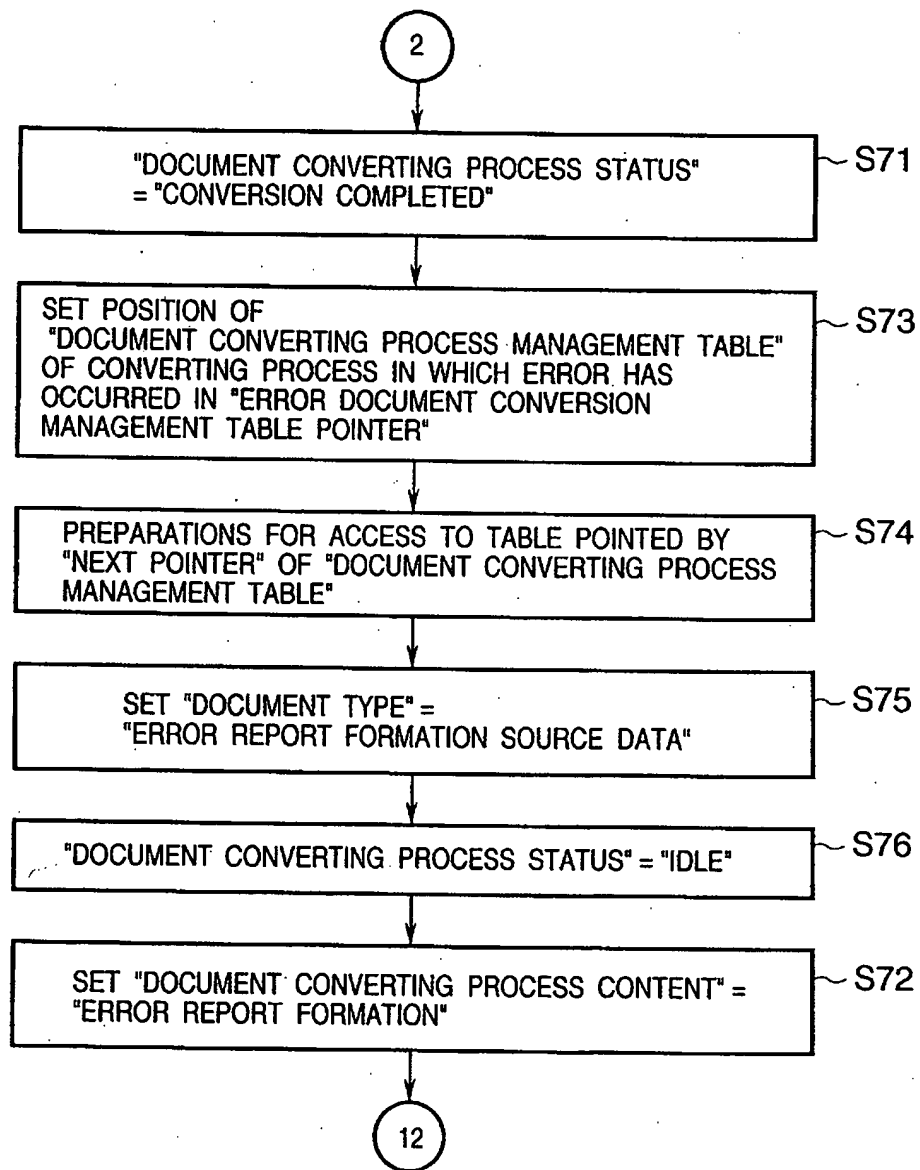 2
"DOCUMENT CONVERTING PROCESS STATUS"
= "CONVERSION COMPLETED"
S71
SET POSITION OF
"DOCUMENT CONVERTING PROCESS MANAGEMENT TABLE"
OF CONVERTING PROCESS IN WHICH ERROR HAS
OCCURRED IN "ERROR DOCUMENT CONVERSION
MANAGEMENT TABLE POINTER"
S73
PREPARATIONS FOR ACCESS TO TABLE POINTED BY
"NEXT POINTER" OF "DOCUMENT CONVERTING PROCESS
MANAGEMENT TABLE"
S74
SET "DOCUMENT TYPE" =
"ERROR REPORT FORMATION SOURCE DATA"
S75
"DOCUMENT CONVERTING PROCESS STATUS" = "IDLE"
S76
SET "DOCUMENT CONVERTING PROCESS CONTENT" =
"ERROR REPORT FORMATION"
S72
12